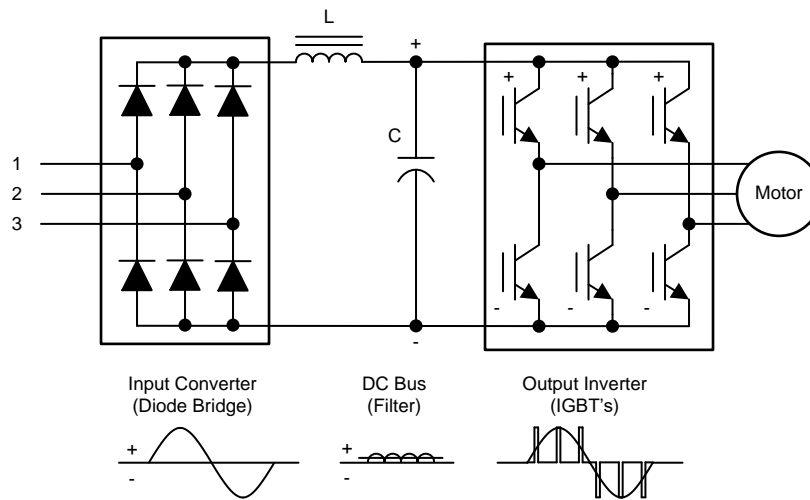 L
+
+ + +
C
1
2
3
Motor
- - -
-
Input Converter
(Diode Bridge)
DC Bus
(Filter)
Output Inverter
(IGBT's)
+
-
+
-
+
-